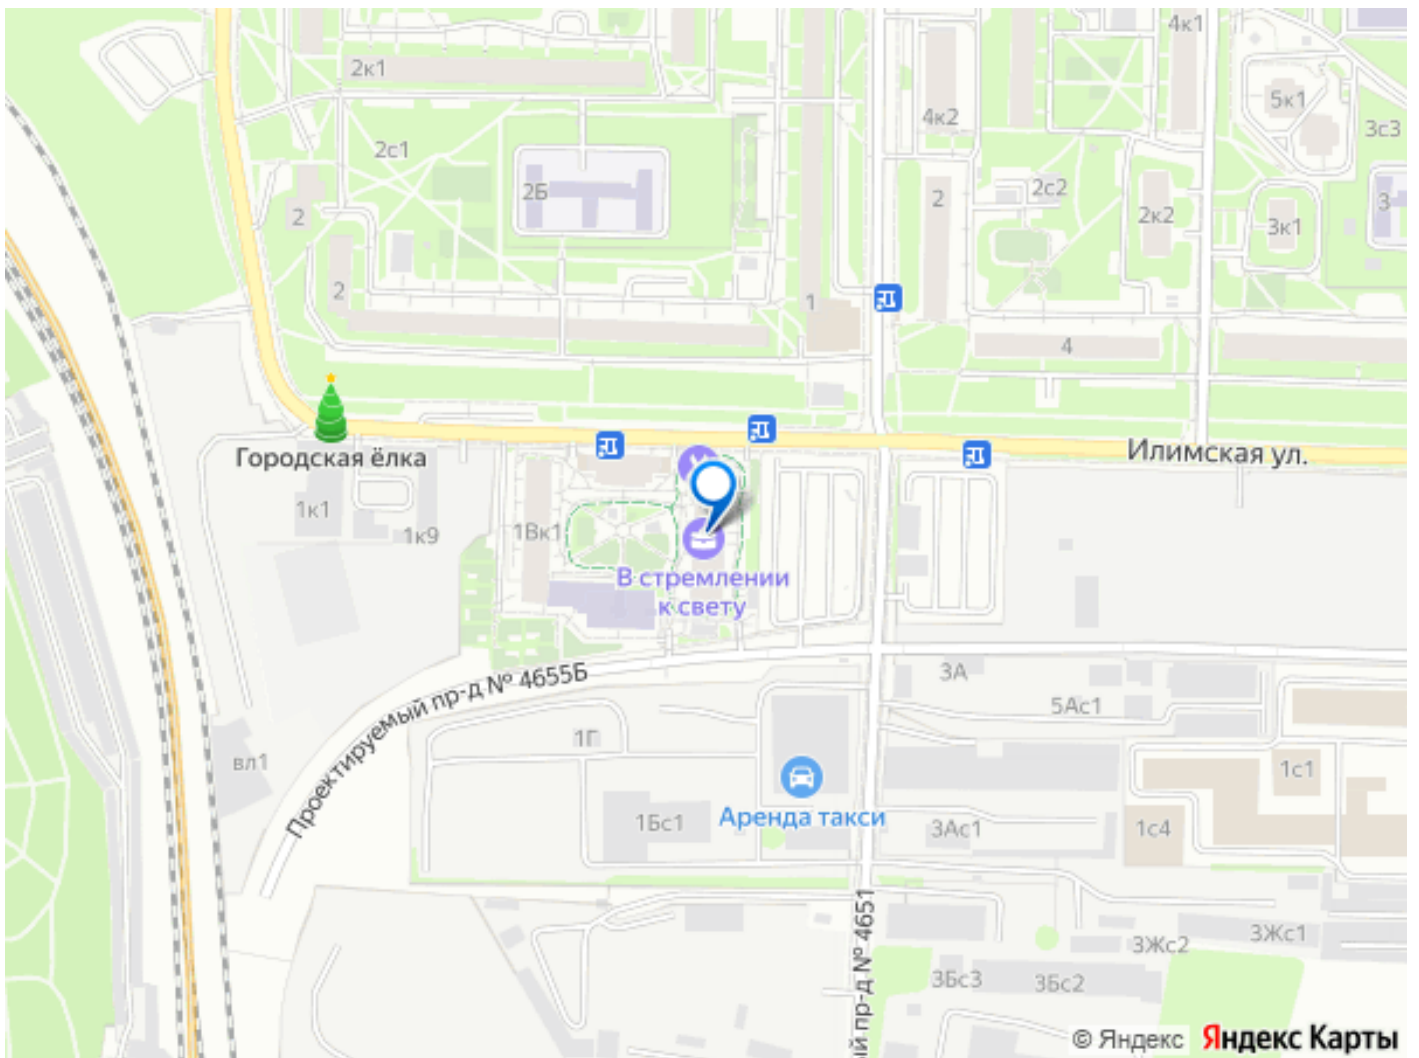 4к1
2к1
5к1
4к2
3с3
2с1
2Б
2с2
2
2
2к2
3к1
3
2
1
4
Городская ёлка
Илимская ул.
1к1
1к9
1Вк1
В стремлении
к свету
Проектируемый пр-д № 4655Б
3А
5Ас1
1Г
вл1
1с1
Аренда такси
1Бс1
3Ас1
1с4
ый пр-д № 4651
3Жс1
3Жс2
3Бс3
3Бс2
© Яндекс
Яндекс Карты